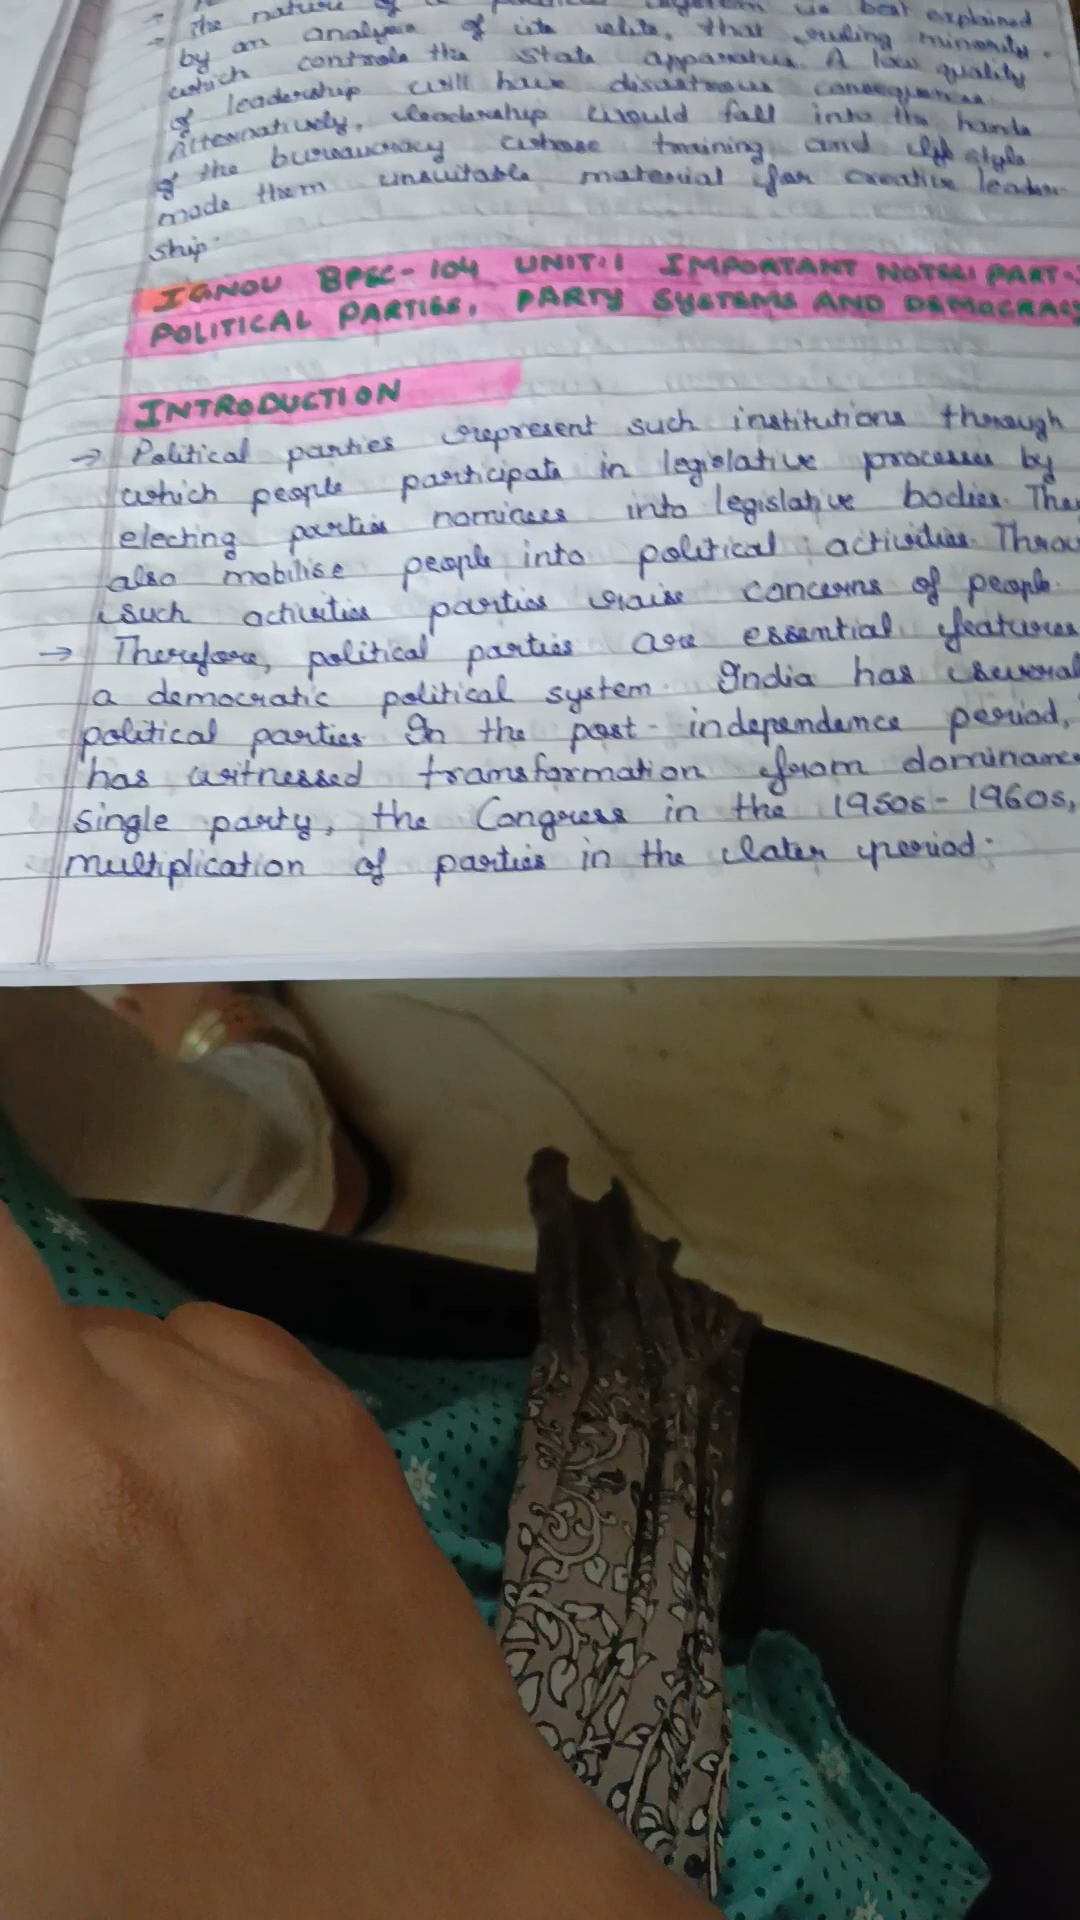 the nature of a political system is best explained
by an analysis of its elite, that ruling minority.
which controls the state apparatus. A low quality
of leadership will have disastrous consequences
Alternatively, leadership would fall into the hands
of the bureaucracy whose training and life style
made them unsuitable material for creative leader
ship.
IGNOU BPSC-104 UNIT:1 IMPORTANT NOTES: PART-
POLITICAL PARTIES, PARTY SYSTEMS AND DEMOCRACY
INTRODUCTION
→ Political parties represent such institutions through
which people participate in legislative processes by
electing parties nominees into legislative bodies. They
also mobilise people into political activities. Throu
such activities parties raise concerns of people.
→ Therefore, political parties are essential features
a democratic political system. India has several
political parties In the post-independence period,
has witnessed transformation from dominance
single party, the Congress in the 1950s-1960s,
multiplication of parties in the later period.